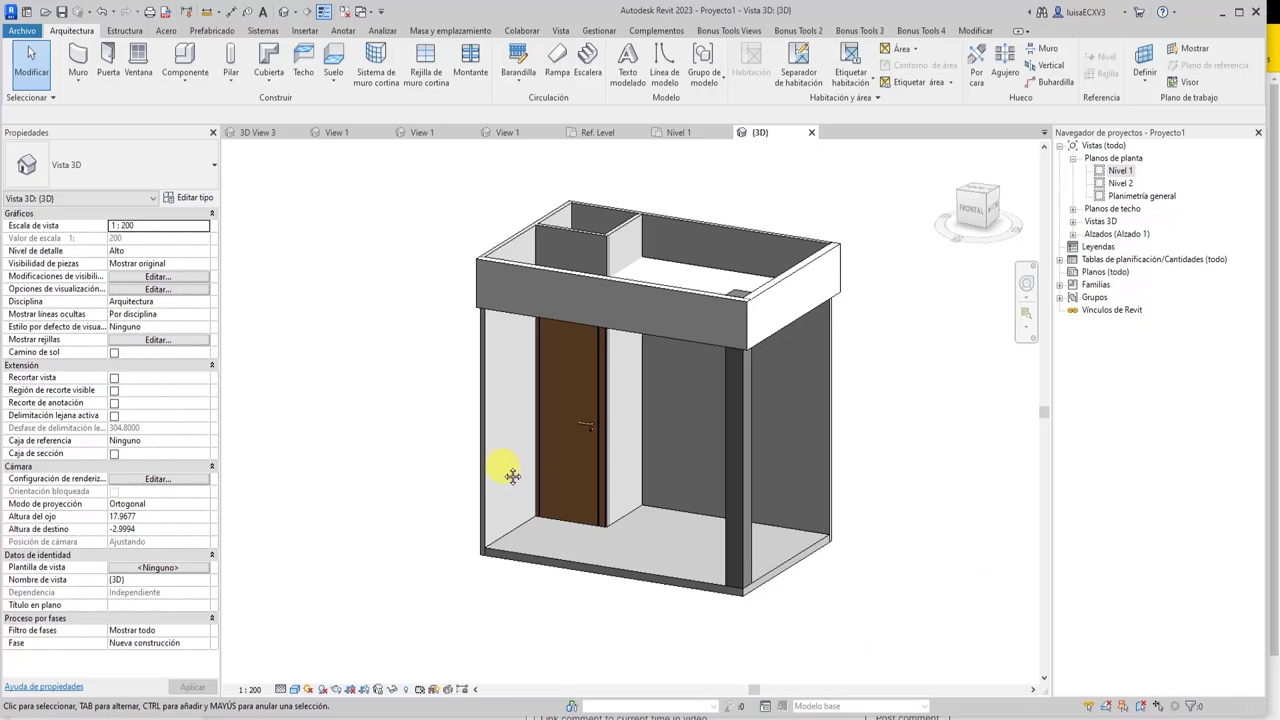 Autodesk Revit 2023 - Proyecto1 - Vista 3D: {3D}
luisaECXV3
Archivo Arquitectura Estructura Acero Prefabricado Sistemas Insertar Anotar Analizar Masa y emplazamiento Colaborar Vista Gestionar Complementos Bonus Tools Views Bonus Tools 2 Bonus Tools 3 Bonus Tools 4 Modificar
Modificar
Muro
Puerta
Ventana
Componente
Pilar
Cubierta
Techo
Suelo
Sistema de
muro cortina
Rejilla de
muro cortina
Montante
Barandilla
Rampa
Escalera
Texto
modelado
Línea de
modelo
Grupo de
modelo
Habitación
Separador
de habitación
Etiquetar
habitación
Área
Contorno de área
Etiquetar área
Por
cara
Agujero
Muro
Vertical
Buhardilla
Nivel
Rejilla
Definir
Mostrar
Plano de referencia
Visor
Seleccionar
Construir
Circulación
Modelo
Habitación y área
Hueco
Referencia
Plano de trabajo
Propiedades
3D View 3
View 1
View 1
View 1
Ref. Level
Nivel 1
{3D}
Navegador de proyectos - Proyecto1
Vista 3D
Vista 3D: {3D}
Editar tipo
Gráficos
Escala de vista 1 : 200
Valor de escala 1: 200
Nivel de detalle Alto
Visibilidad de piezas Mostrar original
Modificaciones de visibili... Editar...
Opciones de visualización... Editar...
Disciplina Arquitectura
Mostrar líneas ocultas Por disciplina
Estilo por defecto de visua... Ninguno
Mostrar rejillas Editar...
Camino de sol
Extensión
Recortar vista
Región de recorte visible
Recorte de anotación
Delimitación lejana activa
Desfase de delimitación le... 304.8000
Caja de referencia Ninguno
Caja de sección
Cámara
Configuración de renderiz... Editar...
Orientación bloqueada
Modo de proyección Ortogonal
Altura del ojo 17.9677
Altura de destino -2.9994
Posición de cámara Ajustando
Datos de identidad
Plantilla de vista <Ninguno>
Nombre de vista {3D}
Dependencia Independiente
Título en plano
Proceso por fases
Filtro de fases Mostrar todo
Fase Nueva construcción
Ayuda de propiedades
Aplicar
FRONTAL
Vistas (todo)
Planos de planta
Nivel 1
Nivel 2
Planimetría general
Planos de techo
Vistas 3D
Alzados (Alzado 1)
Leyendas
Tablas de planificación/Cantidades (todo)
Planos (todo)
Familias
Grupos
Vínculos de Revit
1 : 200
Clic para seleccionar, TAB para alternar, CTRL para añadir y MAYÚS para anular una selección.
:0
Modelo base
:0
Link comment to current time in video
Post comment